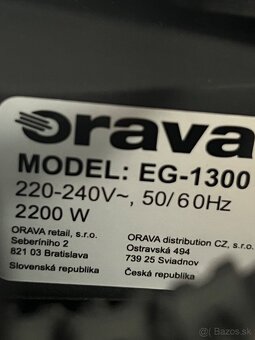 orava
MODEL: EG-1300
220-240V~, 50/60Hz
2200 W
ORAVA retail, s.r.o.
Seberíniho 2
821 03 Bratislava
Slovenská republika
ORAVA distribution CZ, s.r.o.
Ostravská 494
739 25 Sviadnov
Česká republika
Bazos.sk